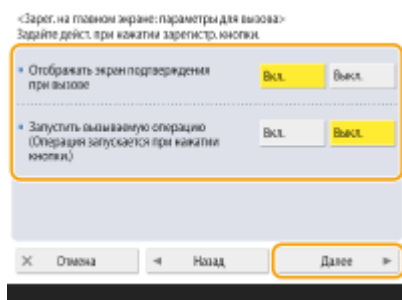 <Зарег. на главном экране: параметры для вызова>
Задайте дейст. при нажатии зарегистр. кнопки.
Отображать экран подтверждения
при вызове
Вкл.
Выкл.
Запустить вызываемую операцию
(Операция запускается при нажатии
кнопки.)
Вкл.
Выкл.
Отмена
Назад
Далее